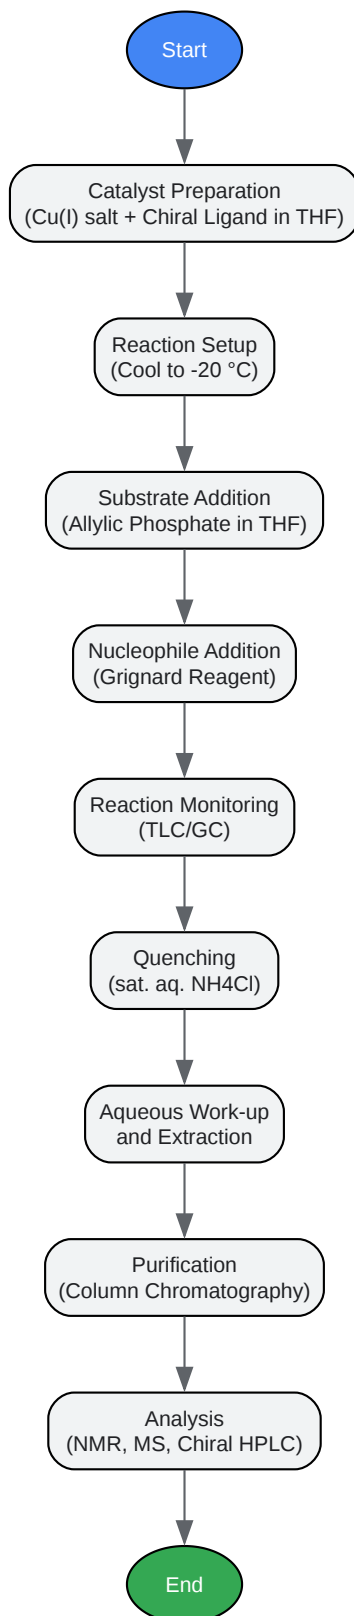 Start
Catalyst Preparation
(Cu(I) salt + Chiral Ligand in THF)
Reaction Setup
(Cool to -20 °C)
Substrate Addition
(Allylic Phosphate in THF)
Nucleophile Addition
(Grignard Reagent)
Reaction Monitoring
(TLC/GC)
Quenching
(sat. aq. NH4Cl)
Aqueous Work-up
and Extraction
Purification
(Column Chromatography)
Analysis
(NMR, MS, Chiral HPLC)
End